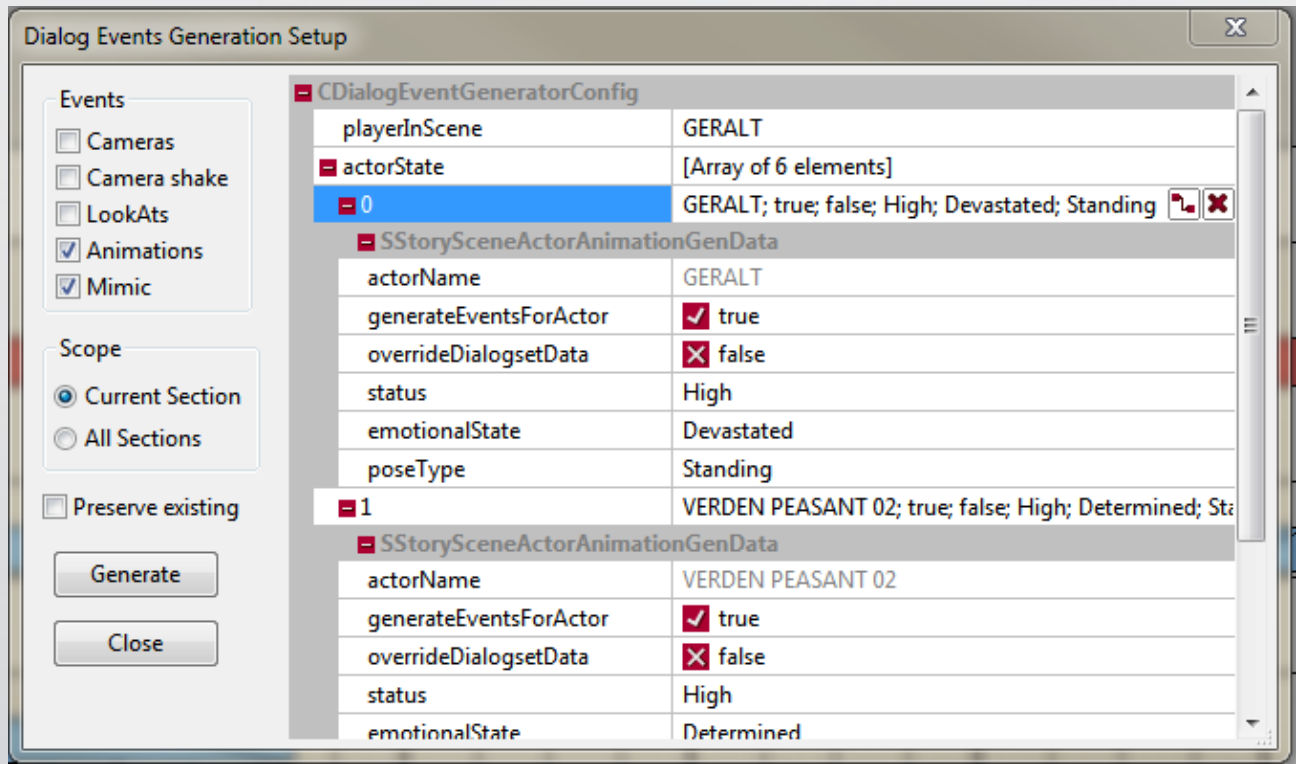 Dialog Events Generation Setup
Events
Cameras
Camera shake
LookAts
Animations
Mimic
Scope
Current Section
All Sections
Preserve existing
Generate
Close
CDialogEventGeneratorConfig
playerInScene GERALT
actorState [Array of 6 elements]
0 GERALT; true; false; High; Devastated; Standing
SStorySceneActorAnimationGenData
actorName GERALT
generateEventsForActor true
overrideDialogsetData false
status High
emotionalState Devastated
poseType Standing
1 VERDEN PEASANT 02; true; false; High; Determined; Sta
SStorySceneActorAnimationGenData
actorName VERDEN PEASANT 02
generateEventsForActor true
overrideDialogsetData false
status High
emotionalState Determined